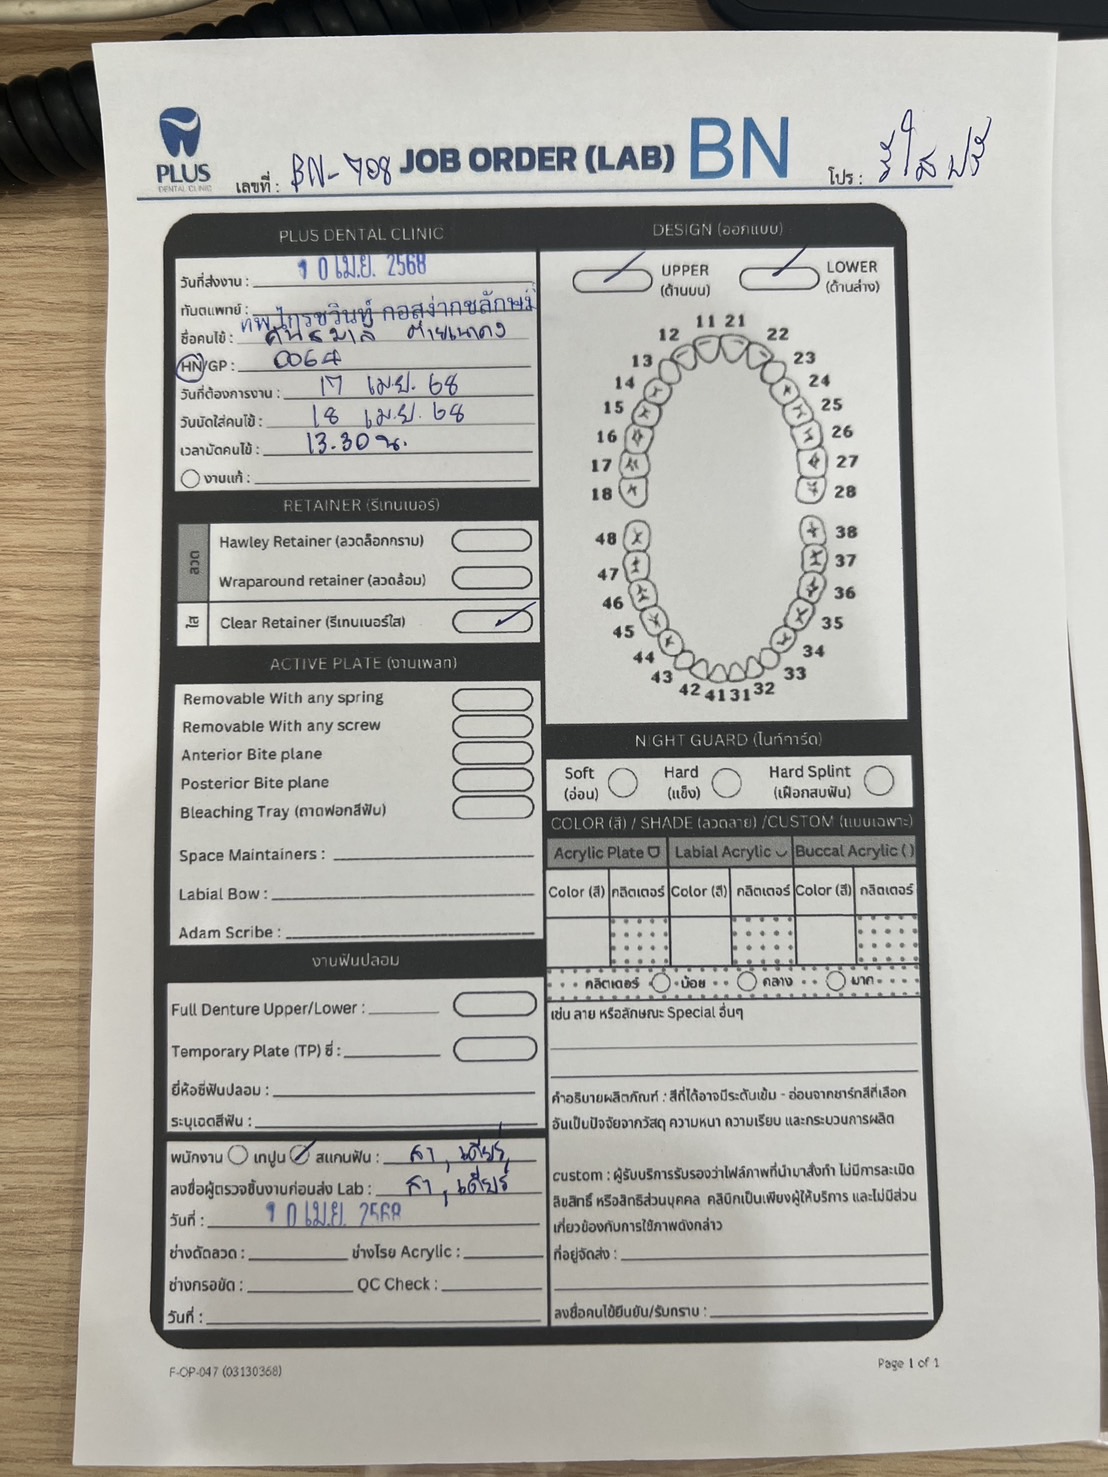 PLUS
DENTAL CLINIC
เลขที่ : BN-708
JOB ORDER (LAB) BN
โปร : รีใสฟรี
PLUS DENTAL CLINIC
วันที่ส่งงาน : 10 เม.ย. 2568
ทันตแพทย์ : ทพ.ไกรชวินทู์
ชื่อคนไข้ :
HN/GP : 0064
วันที่ต้องการงาน : 17 เม.ย. 68
วันนัดใส่คนไข้ : 18 เม.ย. 68
เวลานัดคนไข้ : 13.30 น.
งานแก้ :
RETAINER (รีเทนเนอร์)
ลวด
Hawley Retainer (ลวดล็อกกราม)
Wraparound retainer (ลวดล้อม)
ใส
Clear Retainer (รีเทนเนอร์ใส)
ACTIVE PLATE (งานเพลท)
Removable With any spring
Removable With any screw
Anterior Bite plane
Posterior Bite plane
Bleaching Tray (ถาดฟอกสีฟัน)
Space Maintainers :
Labial Bow :
Adam Scribe :
งานฟันปลอม
Full Denture Upper/Lower :
Temporary Plate (TP) ซี่ :
ยี่ห้อซี่ฟันปลอม :
ระบุเฉดสีฟัน :
พนักงาน เทปูน สแกนฟัน : สา , เดียร์
ลงชื่อผู้ตรวจชิ้นงานก่อนส่ง Lab : สา , เดียร์
วันที่ : 10 เม.ย. 2568
ช่างดัดลวด : ช่างโรย Acrylic :
ช่างกรอขัด : QC Check :
วันที่ :
DESIGN (ออกแบบ)
UPPER
(ด้านบน)
LOWER
(ด้านล่าง)
11 21
12 22
13 23
14 24
15 25
16 26
17 27
18 28
48 38
47 37
46 36
45 35
44 34
43 33
42 41 31 32
NIGHT GUARD (ไนท์การ์ด)
Soft
(อ่อน)
Hard
(แข็ง)
Hard Splint
(เฝือกสบฟัน)
COLOR (สี) / SHADE (ลวดลาย) /CUSTOM (แบบเฉพาะ)
Acrylic Plate Labial Acrylic Buccal Acrylic ( )
Color (สี) กลิตเตอร์ Color (สี) กลิตเตอร์ Color (สี) กลิตเตอร์
กลิตเตอร์ น้อย กลาง มาก
เช่น ลาย หรือลักษณะ Special อื่นๆ
คำอธิบายผลิตภัณฑ์ : สีที่ได้อาจมีระดับเข้ม - อ่อนจากชาร์ทสีที่เลือก
อันเป็นปัจจัยจากวัสดุ ความหนา ความเรียบ และกระบวนการผลิต
custom : ผู้รับบริการรับรองว่าไฟล์ภาพที่นำมาสั่งทำ ไม่มีการละเมิด
ลิขสิทธิ์ หรือสิทธิส่วนบุคคล คลินิกเป็นเพียงผู้ให้บริการ และไม่มีส่วน
เกี่ยวข้องกับการใช้ภาพดังกล่าว
ที่อยู่จัดส่ง :
ลงชื่อคนไข้ยืนยัน/รับทราบ :
F-OP-047 (03130368)
Page 1 of 1